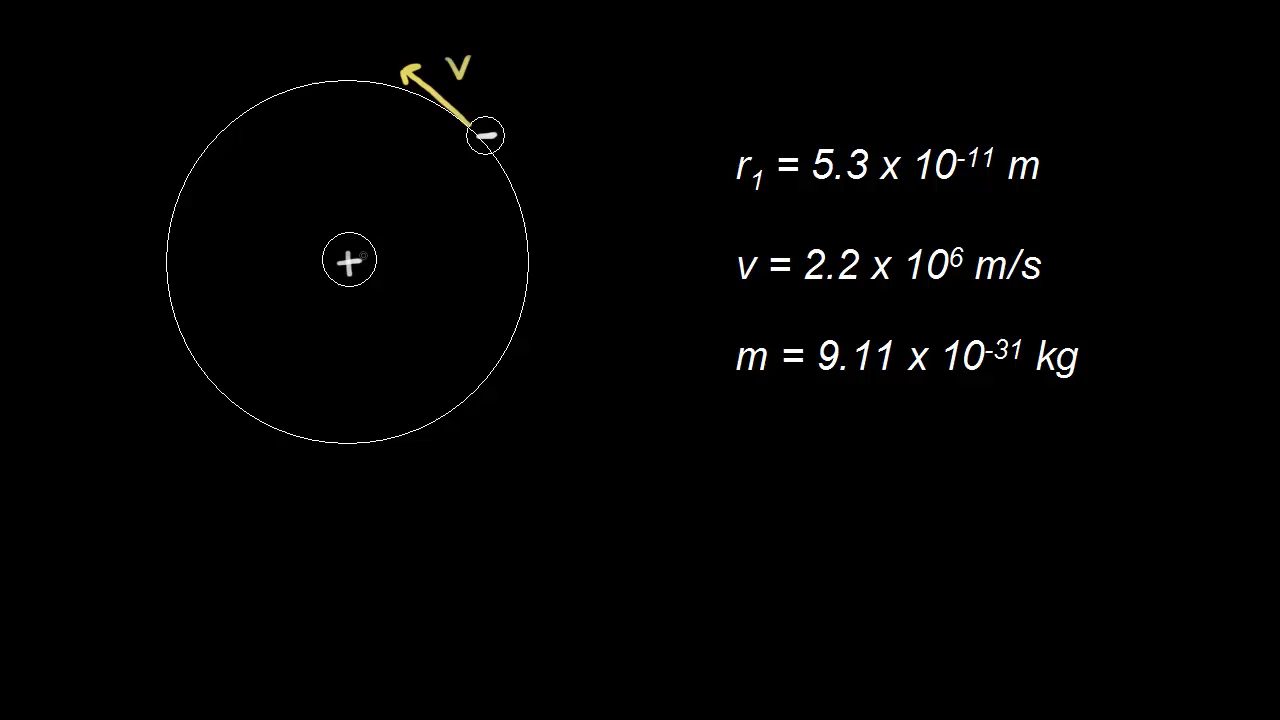 v
-
+
r₁ = 5.3 x 10⁻¹¹ m
v = 2.2 x 10⁶ m/s
m = 9.11 x 10⁻³¹ kg